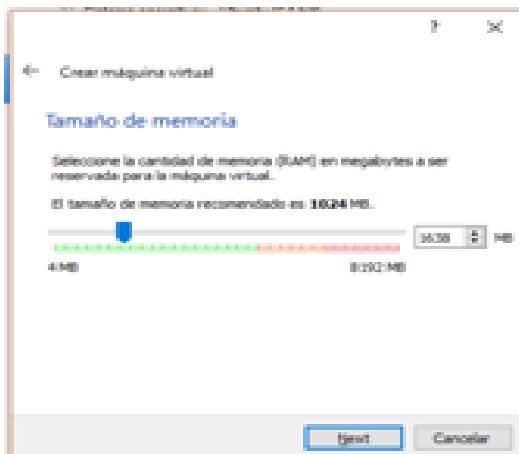 ?
Crear máquina virtual
Tamaño de memoria
Seleccione la cantidad de memoria (RAM) en megabytes a ser
reservada para la máquina virtual.
El tamaño de memoria recomendado es 1024 MB.
1638 MB
4 MB 8192 MB
Next Cancelar